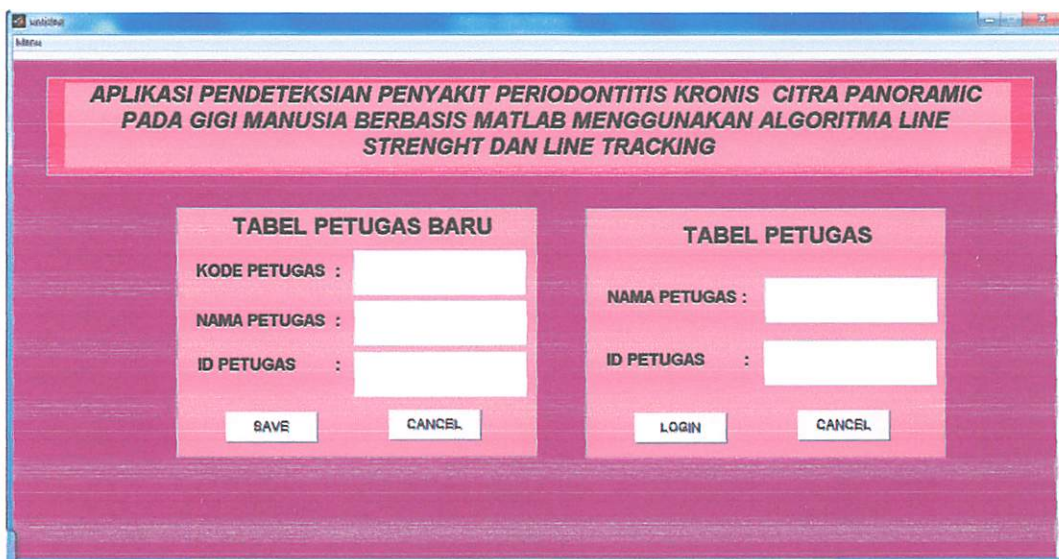 Menu
APLIKASI PENDETEKSIAN PENYAKIT PERIODONTITIS KRONIS CITRA PANORAMIC
PADA GIGI MANUSIA BERBASIS MATLAB MENGGUNAKAN ALGORITMA LINE
STRENGHT DAN LINE TRACKING
TABEL PETUGAS BARU
KODE PETUGAS :
NAMA PETUGAS :
ID PETUGAS :
SAVE CANCEL
TABEL PETUGAS
NAMA PETUGAS :
ID PETUGAS :
LOGIN CANCEL